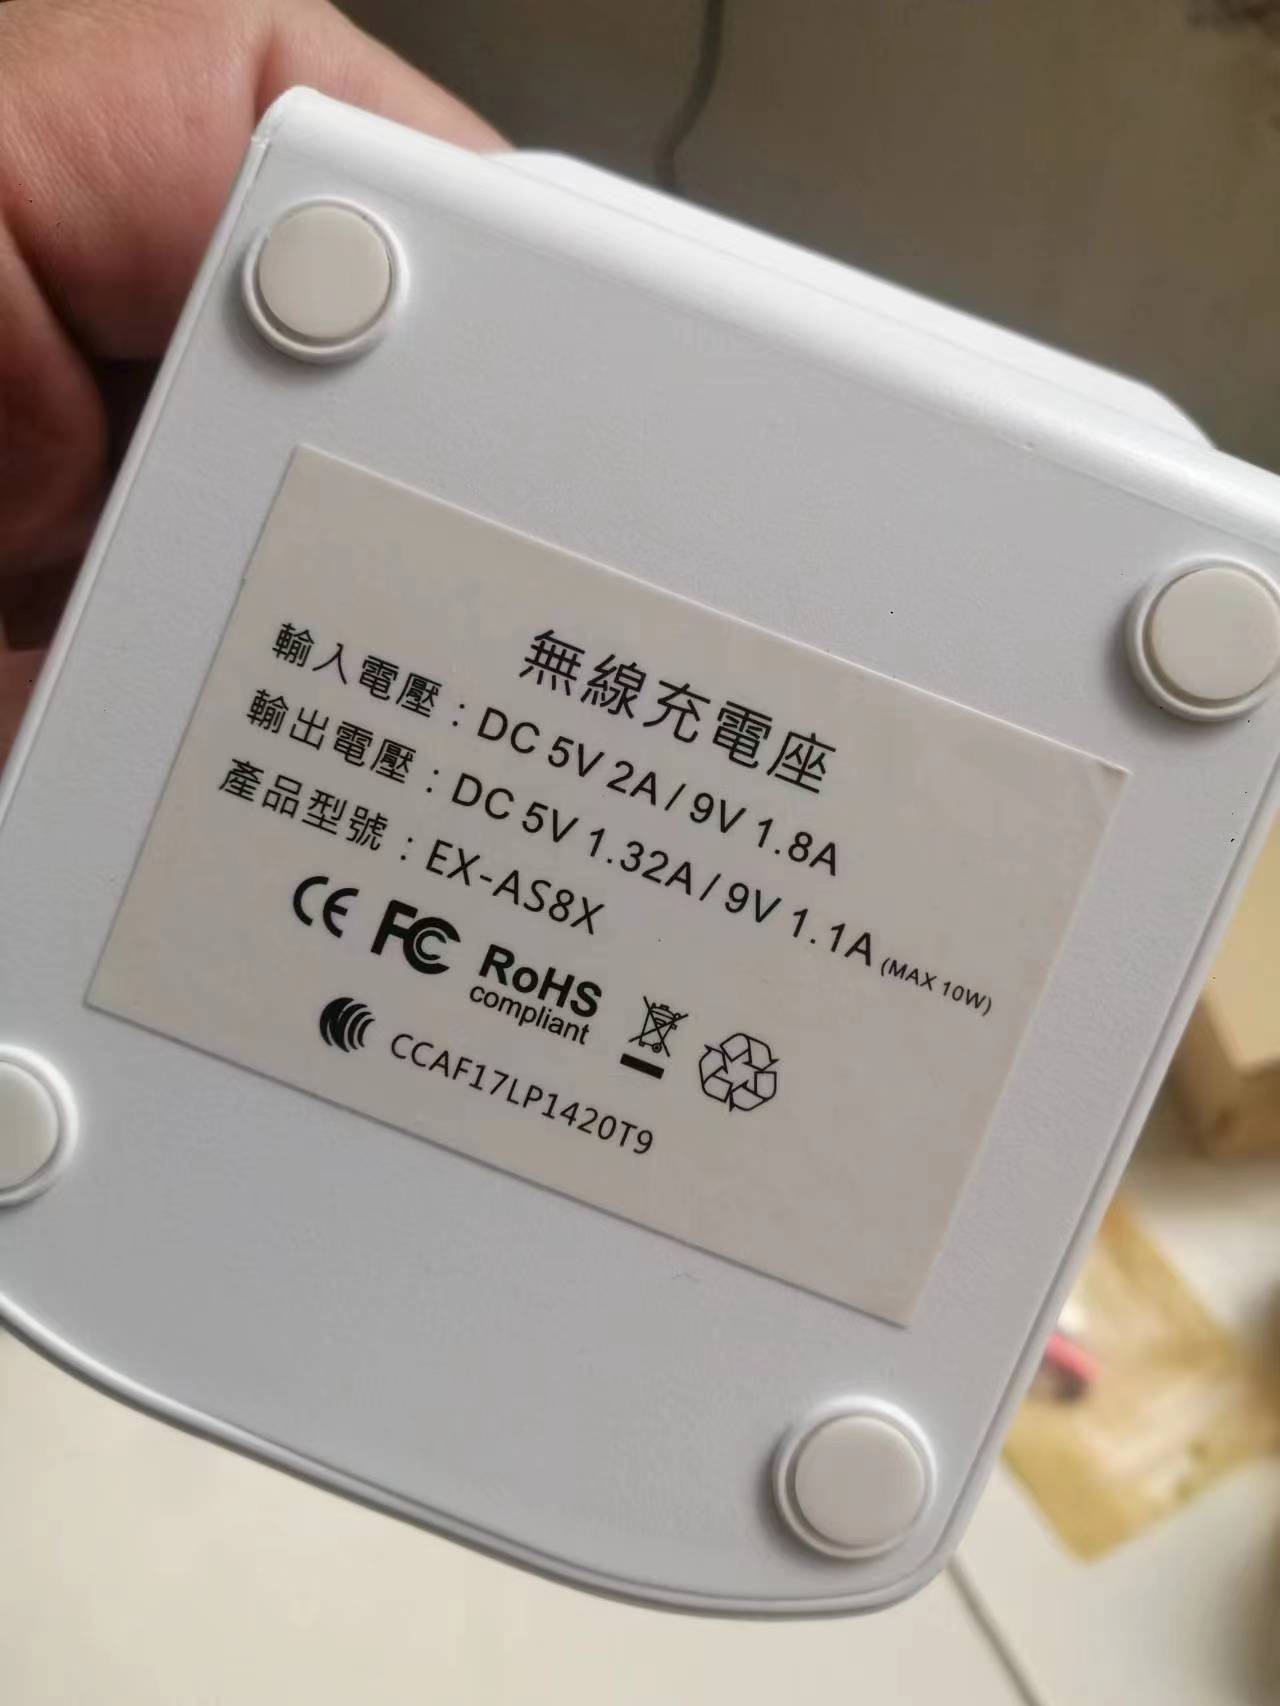 無線充電座
輸入電壓：DC 5V 2A / 9V 1.8A
輸出電壓：DC 5V 1.32A / 9V 1.1A (MAX 10W)
產品型號：EX-AS8X
CE FC RoHS
compliant
CCAF17LP1420T9